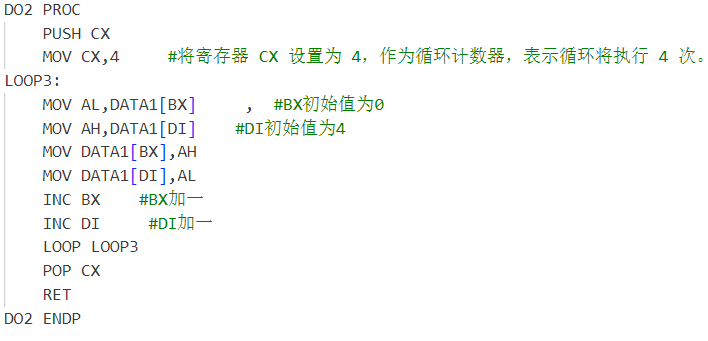 DO2 PROC
    PUSH CX
    MOV CX,4     #将寄存器 CX 设置为 4，作为循环计数器，表示循环将执行 4 次。
LOOP3:
    MOV AL,DATA1[BX]     ,  #BX初始值为0
    MOV AH,DATA1[DI]    #DI初始值为4
    MOV DATA1[BX],AH
    MOV DATA1[DI],AL
    INC BX    #BX加一
    INC DI     #DI加一
    LOOP LOOP3
    POP CX
    RET
DO2 ENDP